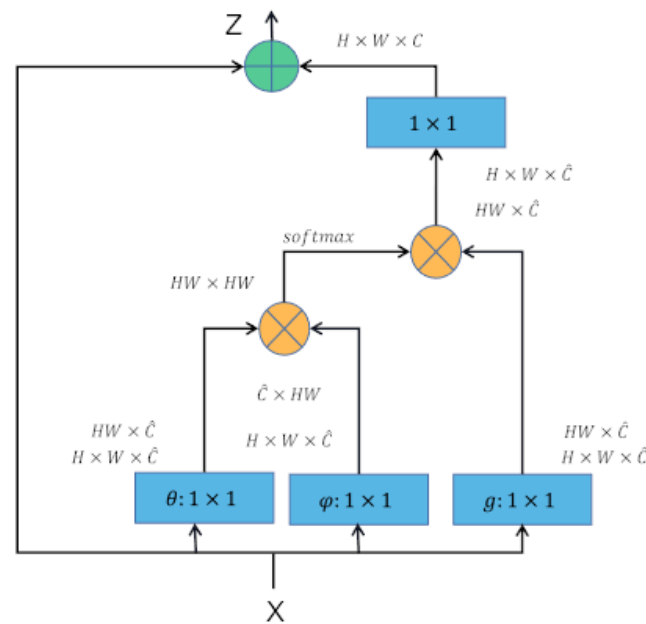 Z
H × W × C
1 × 1
H × W × Ĉ
HW × Ĉ
softmax
HW × HW
Ĉ × HW
HW × Ĉ
H × W × Ĉ
H × W × Ĉ
HW × Ĉ
H × W × Ĉ
θ: 1 × 1
φ: 1 × 1
g: 1 × 1
X